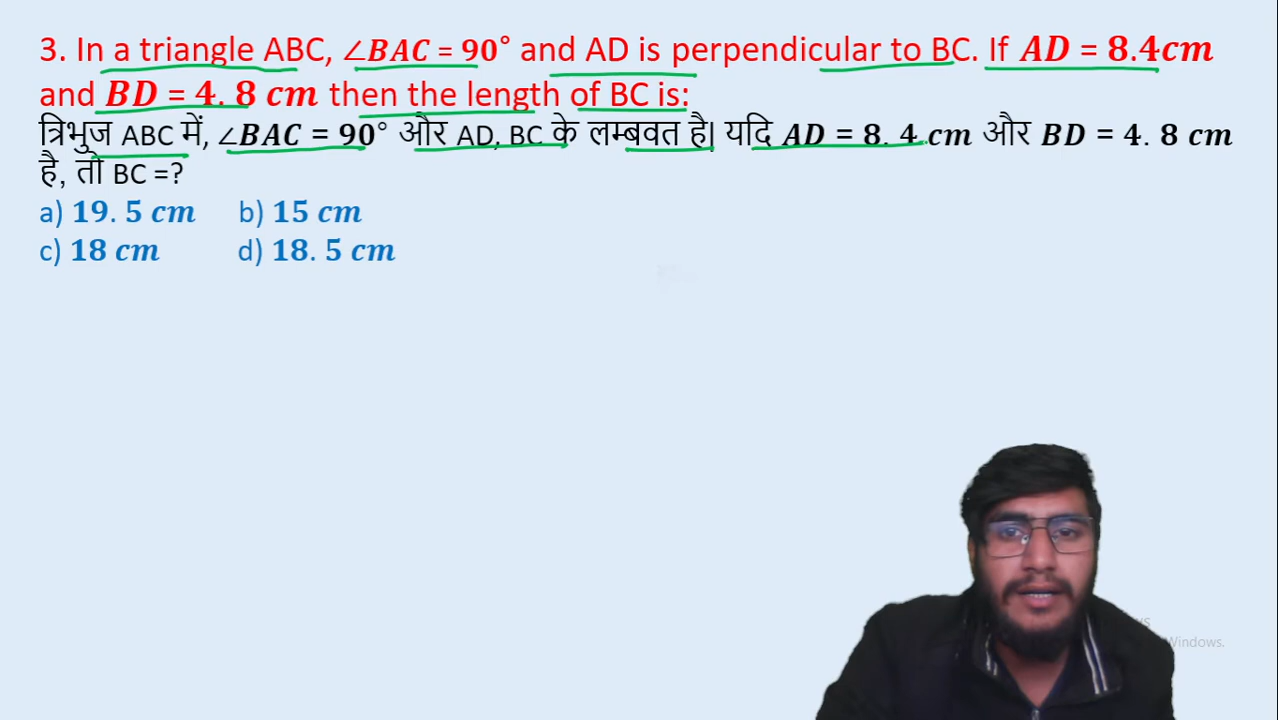 3. In a triangle ABC, ∠BAC = 90° and AD is perpendicular to BC. If AD = 8.4cm
and BD = 4. 8 cm then the length of BC is:
त्रिभुज ABC में, ∠BAC = 90° और AD, BC के लम्बवत है। यदि AD = 8. 4 cm और BD = 4. 8 cm
है, तो BC =?
a) 19. 5 cm b) 15 cm
c) 18 cm d) 18. 5 cm
Windows.